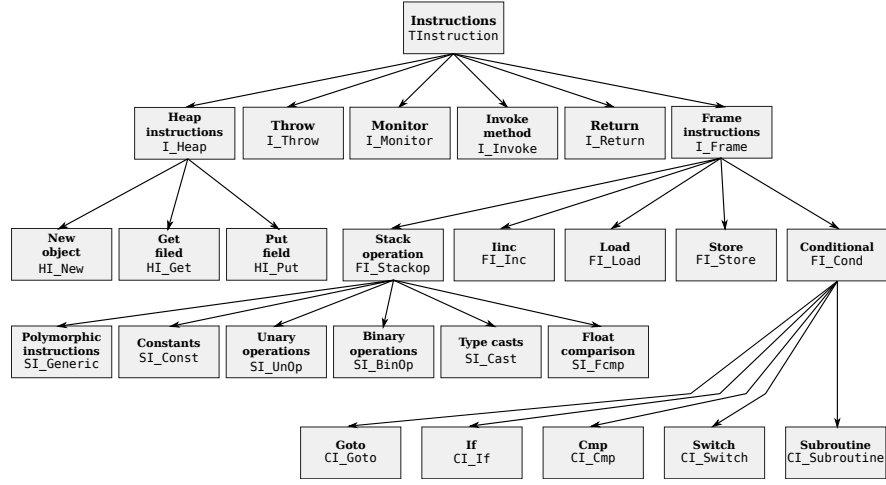 Instructions
TInstruction
Heap
instructions
I_Heap
Throw
I_Throw
Monitor
I_Monitor
Invoke
method
I_Invoke
Return
I_Return
Frame
instructions
I_Frame
New
object
HI_New
Get
filed
HI_Get
Put
field
HI_Put
Stack
operation
FI_Stackop
Iinc
FI_Inc
Load
FI_Load
Store
FI_Store
Conditional
FI_Cond
Polymorphic
instructions
SI_Generic
Constants
SI_Const
Unary
operations
SI_UnOp
Binary
operations
SI_BinOp
Type casts
SI_Cast
Float
comparison
SI_Fcmp
Goto
CI_Goto
If
CI_If
Cmp
CI_Cmp
Switch
CI_Switch
Subroutine
CI_Subroutine